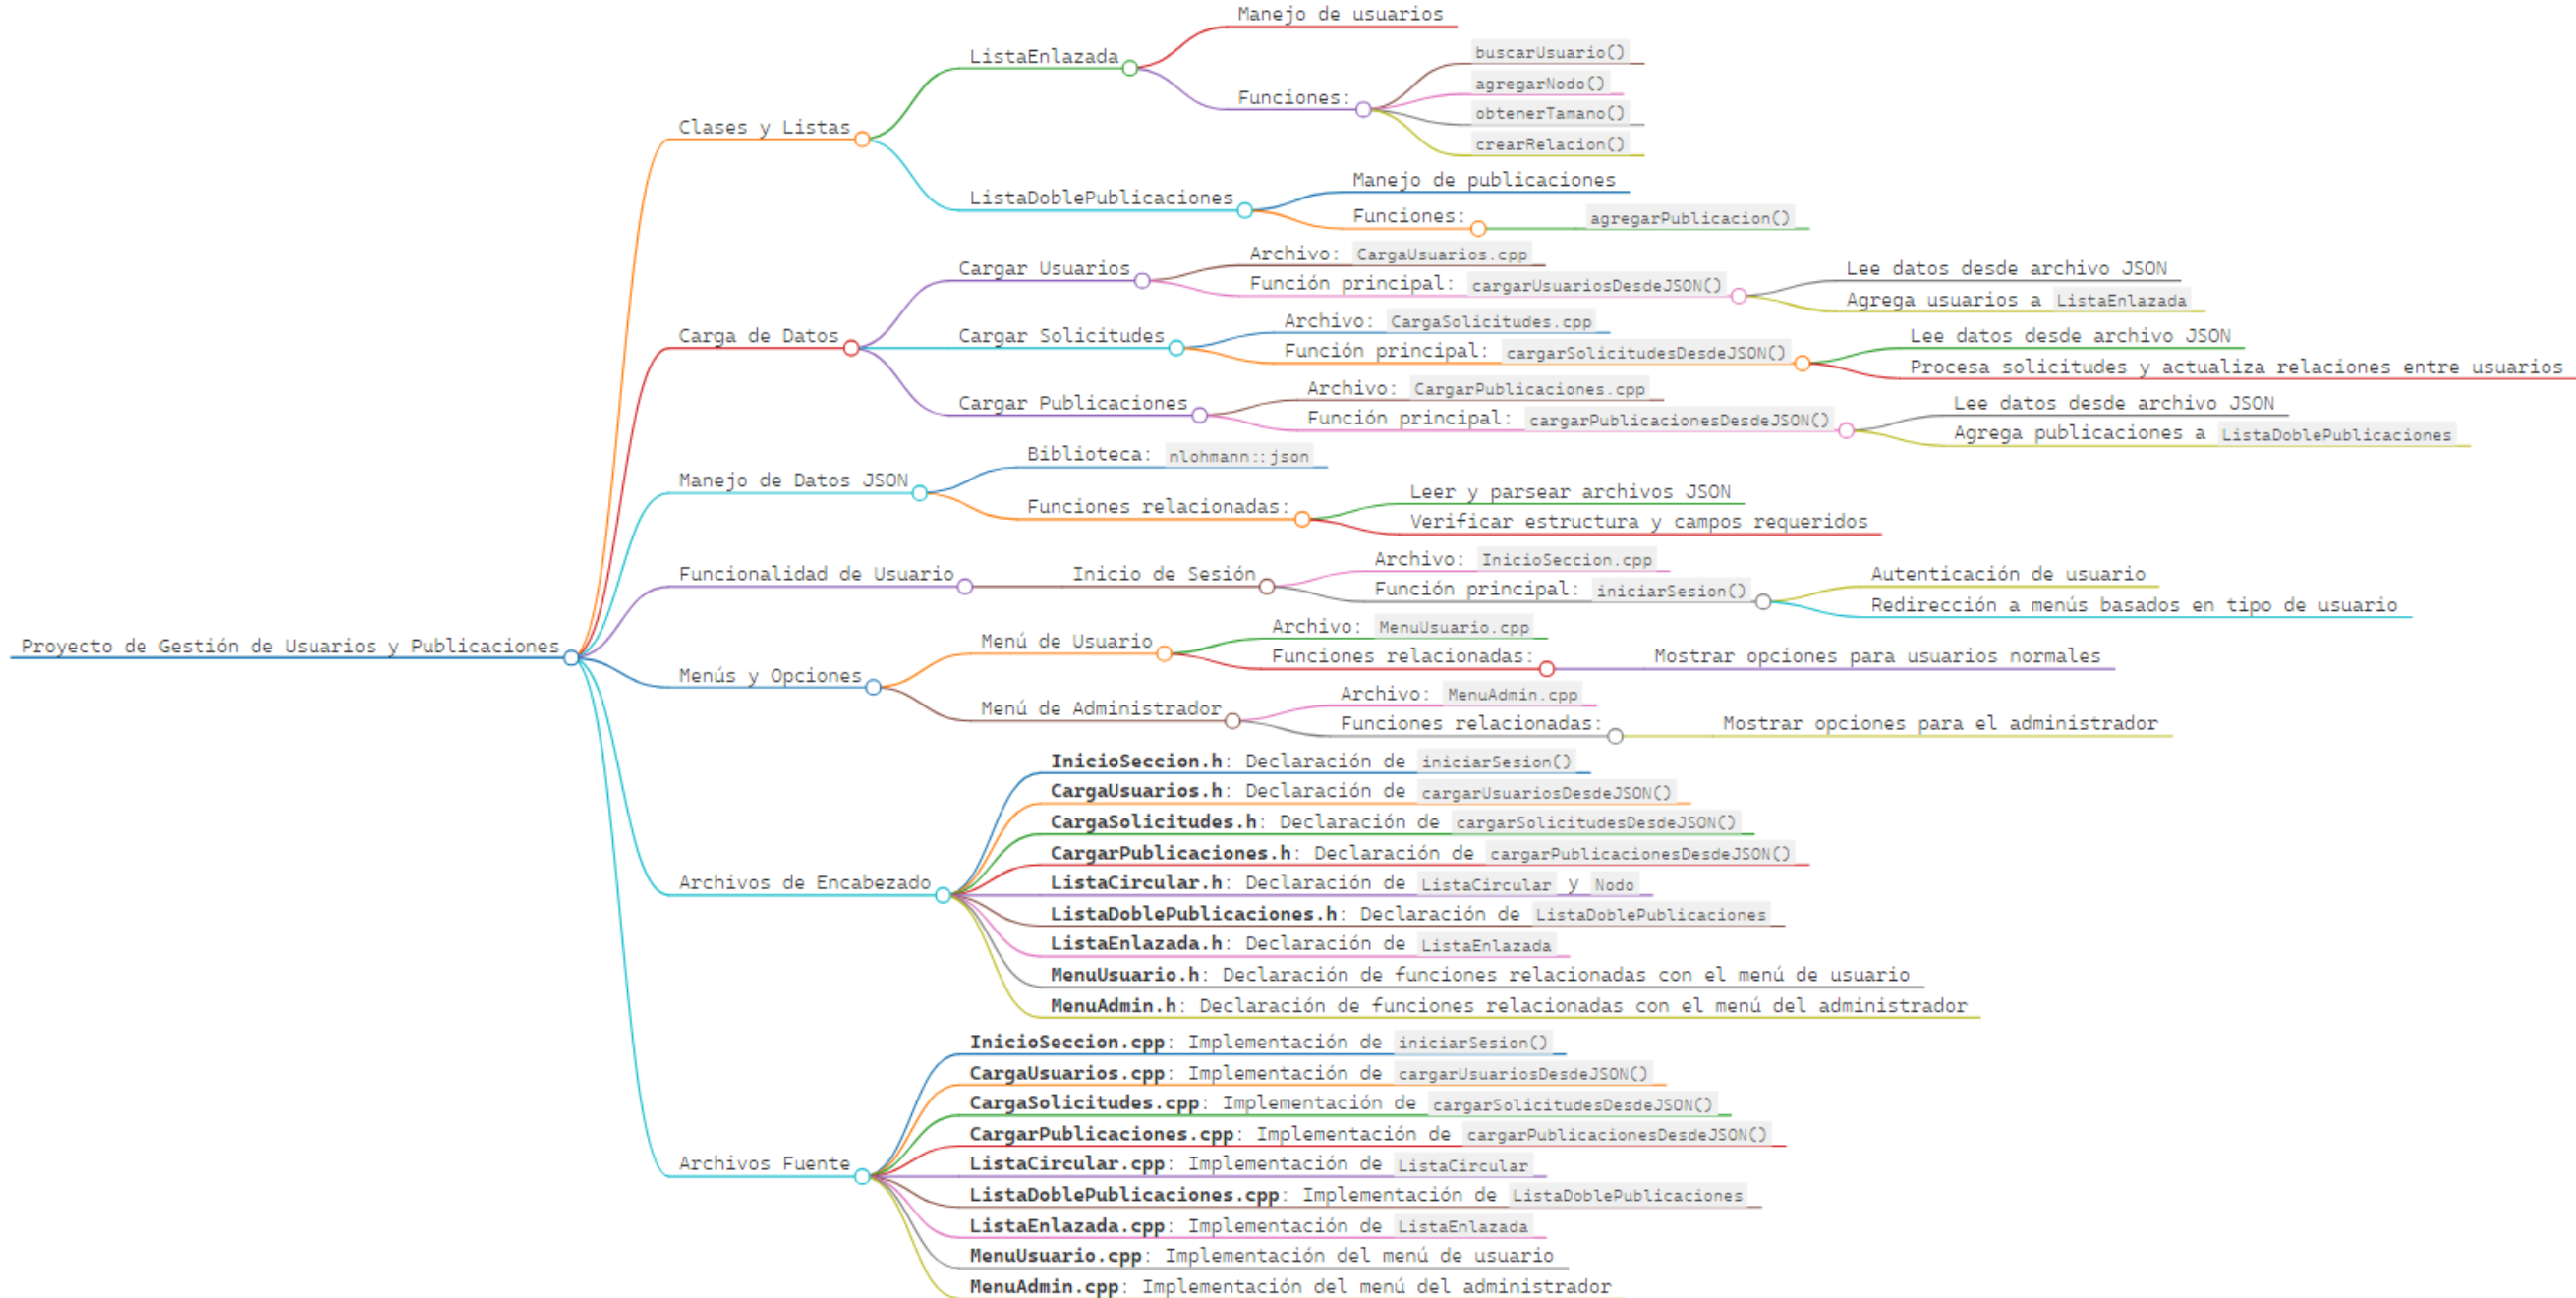 Proyecto de Gestión de Usuarios y Publicaciones
Clases y Listas
ListaEnlazada
Manejo de usuarios
Funciones:
buscarUsuario()
agregarNodo()
obtenerTamano()
crearRelacion()
ListaDoblePublicaciones
Manejo de publicaciones
Funciones:
agregarPublicacion()
Carga de Datos
Cargar Usuarios
Archivo: CargaUsuarios.cpp
Función principal: cargarUsuariosDesdeJSON()
Lee datos desde archivo JSON
Agrega usuarios a ListaEnlazada
Cargar Solicitudes
Archivo: CargaSolicitudes.cpp
Función principal: cargarSolicitudesDesdeJSON()
Lee datos desde archivo JSON
Procesa solicitudes y actualiza relaciones entre usuarios
Cargar Publicaciones
Archivo: CargarPublicaciones.cpp
Función principal: cargarPublicacionesDesdeJSON()
Lee datos desde archivo JSON
Agrega publicaciones a ListaDoblePublicaciones
Manejo de Datos JSON
Biblioteca: nlohmann::json
Funciones relacionadas:
Leer y parsear archivos JSON
Verificar estructura y campos requeridos
Funcionalidad de Usuario
Inicio de Sesión
Archivo: InicioSeccion.cpp
Función principal: iniciarSesion()
Autenticación de usuario
Redirección a menús basados en tipo de usuario
Menús y Opciones
Menú de Usuario
Archivo: MenuUsuario.cpp
Funciones relacionadas:
Mostrar opciones para usuarios normales
Menú de Administrador
Archivo: MenuAdmin.cpp
Funciones relacionadas:
Mostrar opciones para el administrador
Archivos de Encabezado
InicioSeccion.h: Declaración de iniciarSesion()
CargaUsuarios.h: Declaración de cargarUsuariosDesdeJSON()
CargaSolicitudes.h: Declaración de cargarSolicitudesDesdeJSON()
CargarPublicaciones.h: Declaración de cargarPublicacionesDesdeJSON()
ListaCircular.h: Declaración de ListaCircular y Nodo
ListaDoblePublicaciones.h: Declaración de ListaDoblePublicaciones
ListaEnlazada.h: Declaración de ListaEnlazada
MenuUsuario.h: Declaración de funciones relacionadas con el menú de usuario
MenuAdmin.h: Declaración de funciones relacionadas con el menú del administrador
Archivos Fuente
InicioSeccion.cpp: Implementación de iniciarSesion()
CargaUsuarios.cpp: Implementación de cargarUsuariosDesdeJSON()
CargaSolicitudes.cpp: Implementación de cargarSolicitudesDesdeJSON()
CargarPublicaciones.cpp: Implementación de cargarPublicacionesDesdeJSON()
ListaCircular.cpp: Implementación de ListaCircular
ListaDoblePublicaciones.cpp: Implementación de ListaDoblePublicaciones
ListaEnlazada.cpp: Implementación de ListaEnlazada
MenuUsuario.cpp: Implementación del menú de usuario
MenuAdmin.cpp: Implementación del menú del administrador